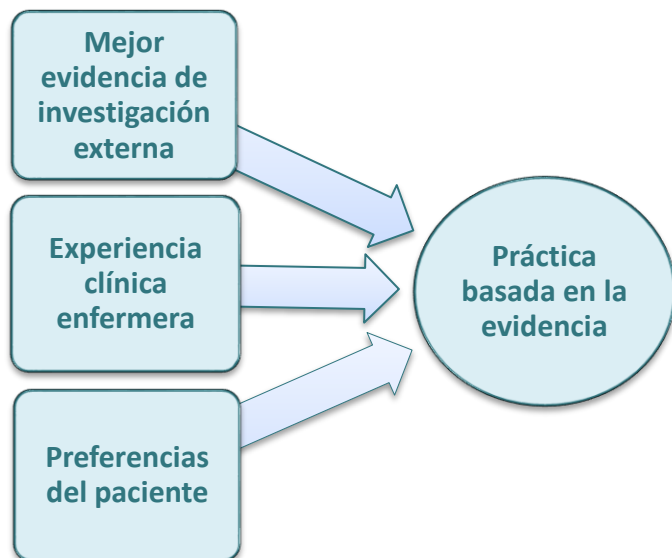 Mejor
evidencia de
investigación
externa
Experiencia
clínica
enfermera
Preferencias
del paciente
Práctica
basada en la
evidencia